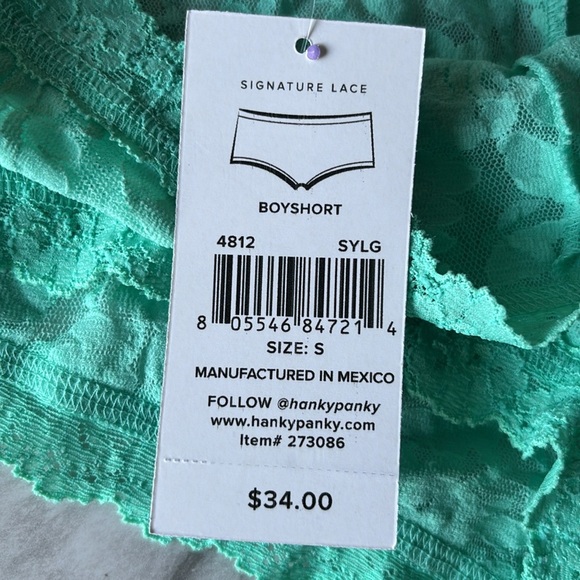 SIGNATURE LACE
BOYSHORT
4812 SYLG
8 05546 84721 4
SIZE: S
MANUFACTURED IN MEXICO
FOLLOW @hankypanky
www.hankypanky.com
Item# 273086
$34.00